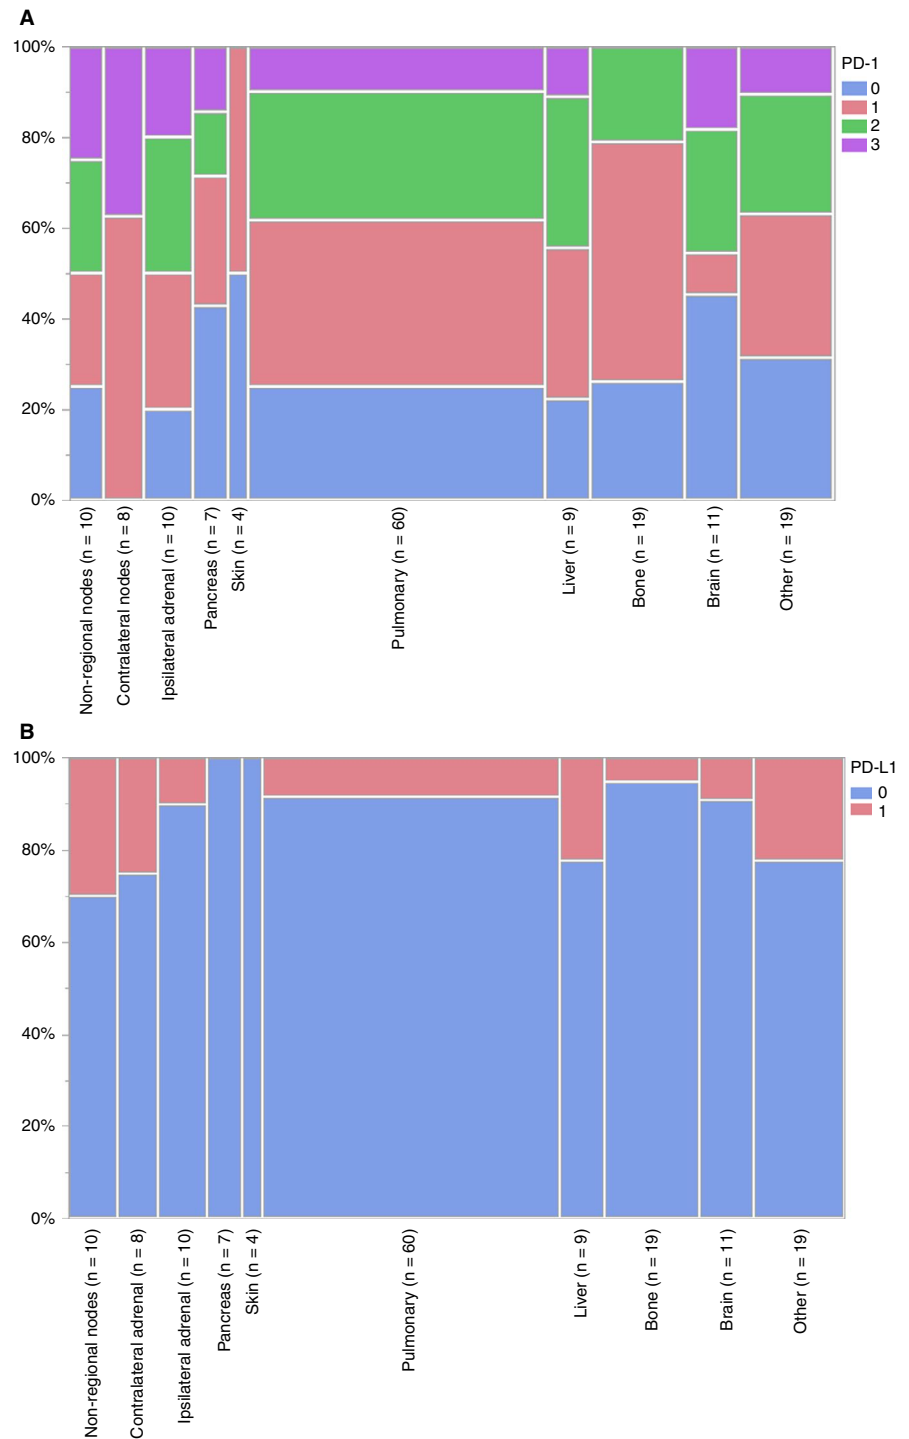 A
100%
80%
60%
40%
20%
0%
PD-1
0
1
2
3
Non-regional nodes (n = 10)
Contralateral nodes (n = 8)
Ipsilateral adrenal (n = 10)
Pancreas (n = 7)
Skin (n = 4)
Pulmonary (n = 60)
Liver (n = 9)
Bone (n = 19)
Brain (n = 11)
Other (n = 19)
B
100%
80%
60%
40%
20%
0%
PD-L1
0
1
Non-regional nodes (n = 10)
Contralateral adrenal (n = 8)
Ipsilateral adrenal (n = 10)
Pancreas (n = 7)
Skin (n = 4)
Pulmonary (n = 60)
Liver (n = 9)
Bone (n = 19)
Brain (n = 11)
Other (n = 19)